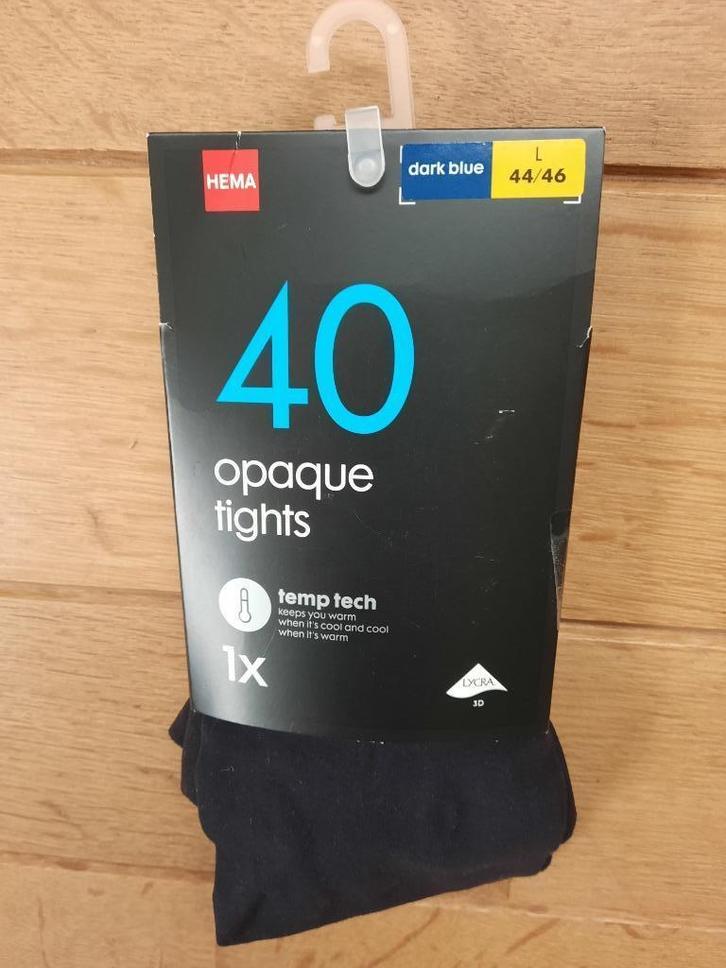 HEMA
dark blue
L
44/46
40
opaque
tights
temp tech
keeps you warm
when it's cool and cool
when it's warm
1x
LYCRA
3D